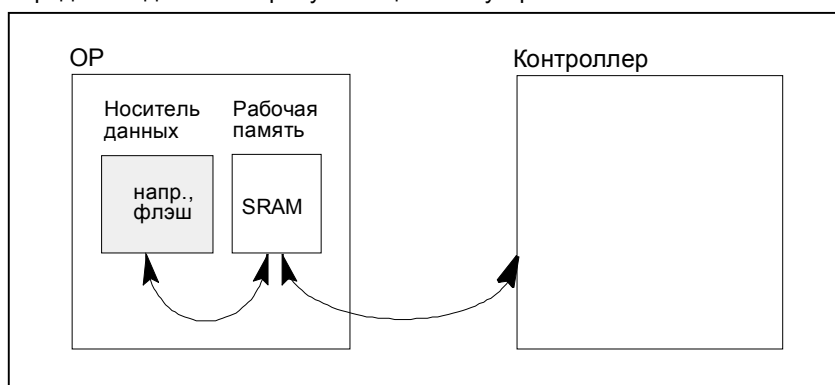 OP
Контроллер
Носитель
данных
Рабочая
память
напр.,
флэш
SRAM